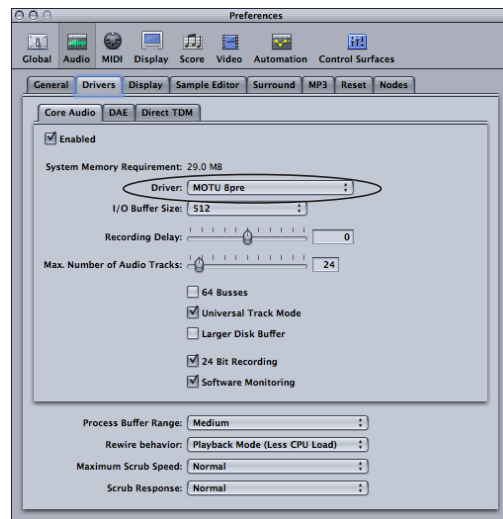 Preferences
Global Audio MIDI Display Score Video Automation Control Surfaces
General Drivers Display Sample Editor Surround MP3 Reset Nodes
Core Audio DAE Direct TDM
Enabled
System Memory Requirement: 29.0 MB
Driver: MOTU 8pre
I/O Buffer Size: 512
Recording Delay: 0
Max. Number of Audio Tracks: 24
64 Busses
Universal Track Mode
Larger Disk Buffer
24 Bit Recording
Software Monitoring
Process Buffer Range: Medium
Rewire behavior: Playback Mode (Less CPU Load)
Maximum Scrub Speed: Normal
Scrub Response: Normal